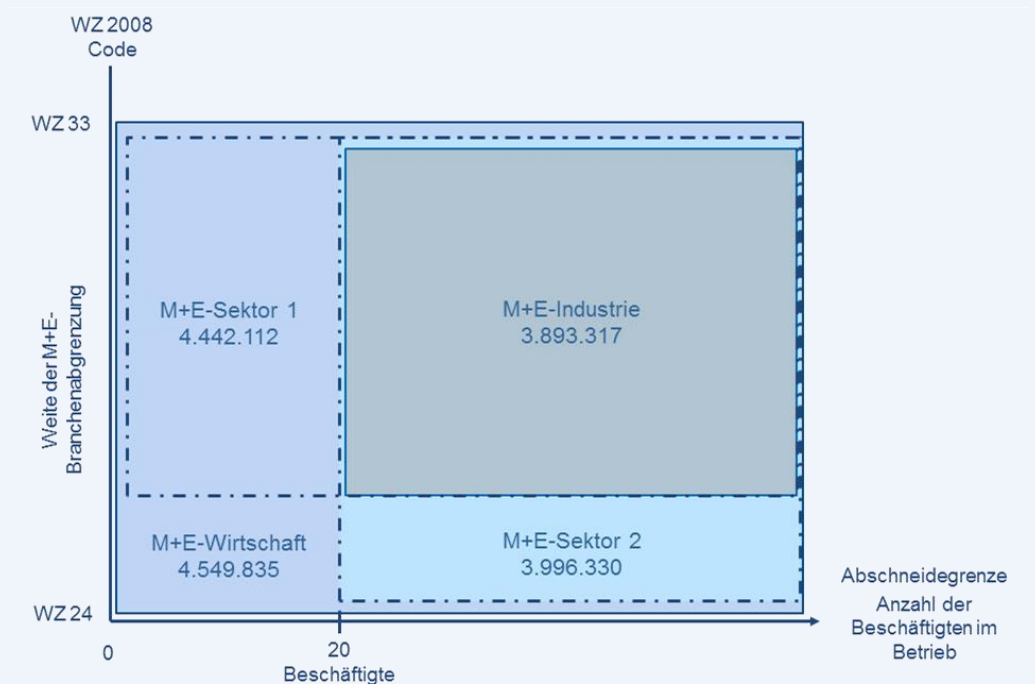 WZ 2008
Code
WZ 33
Weite der M+E-
Branchenabgrenzung
M+E-Sektor 1
4.442.112
M+E-Industrie
3.893.317
M+E-Wirtschaft
4.549.835
M+E-Sektor 2
3.996.330
WZ 24
Abschneidegrenze
Anzahl der
Beschäftigten im
Betrieb
0
20
Beschäftigte